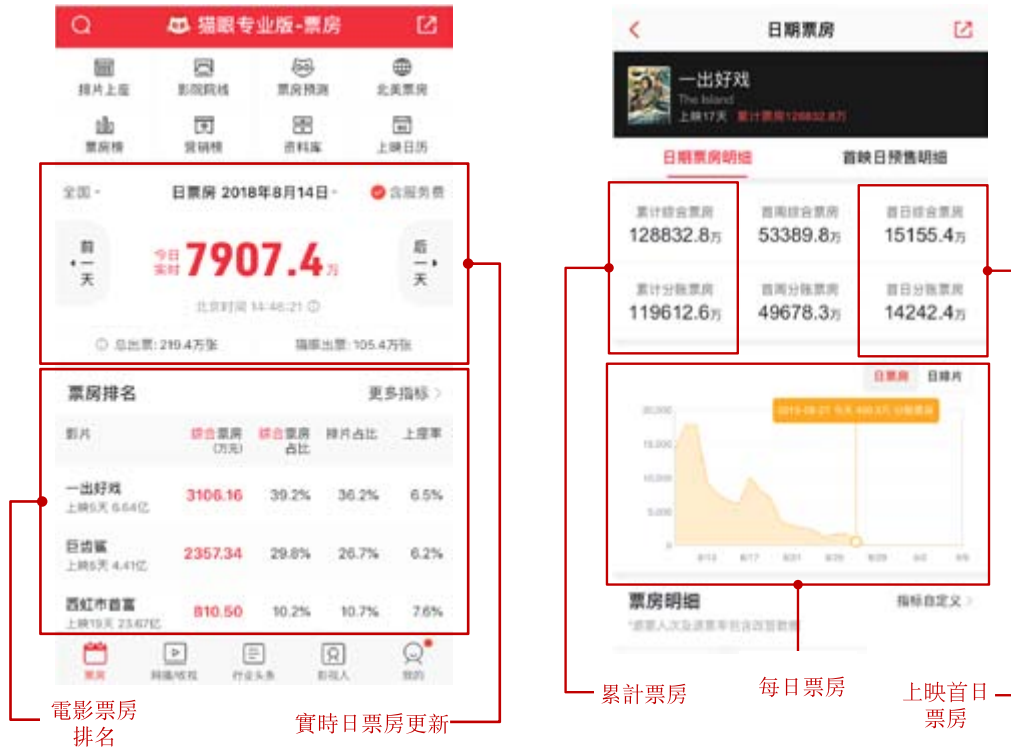 猫眼专业版-票房
排片上座 影院院线 票房预测 北美票房
票房榜 营销榜 资料库 上映日历
全国
日票房 2018年8月14日
含服务费
前一天
今日实时 7907.4万
后一天
北京时间 14:46:21
总出票: 219.4万张 猫眼出票: 105.4万张
票房排名 更多指标
影片 综合票房(万元) 综合票房占比 排片占比 上座率
一出好戏 3106.16 39.2% 36.2% 6.5%
上映5天 6.64亿
巨齿鲨 2357.34 29.8% 26.7% 6.2%
上映5天 4.41亿
西虹市首富 810.50 10.2% 10.7% 7.6%
上映19天 23.67亿
票房 网播/收视 行业头条 影视人 我的
電影票房
排名
實時日票房更新
日期票房
一出好戏
The Island
上映17天
日期票房明细 首映日预售明细
累计综合票房 首周综合票房 首日综合票房
128832.8万 53389.8万 15155.4万
累计分账票房 首周分账票房 首日分账票房
119612.6万 49678.3万 14242.4万
日票房 日排片
20,000
15,000
10,000
5,000
0
8/13 8/17 8/21 8/29
票房明细 指标自定义
累計票房
每日票房
上映首日
票房